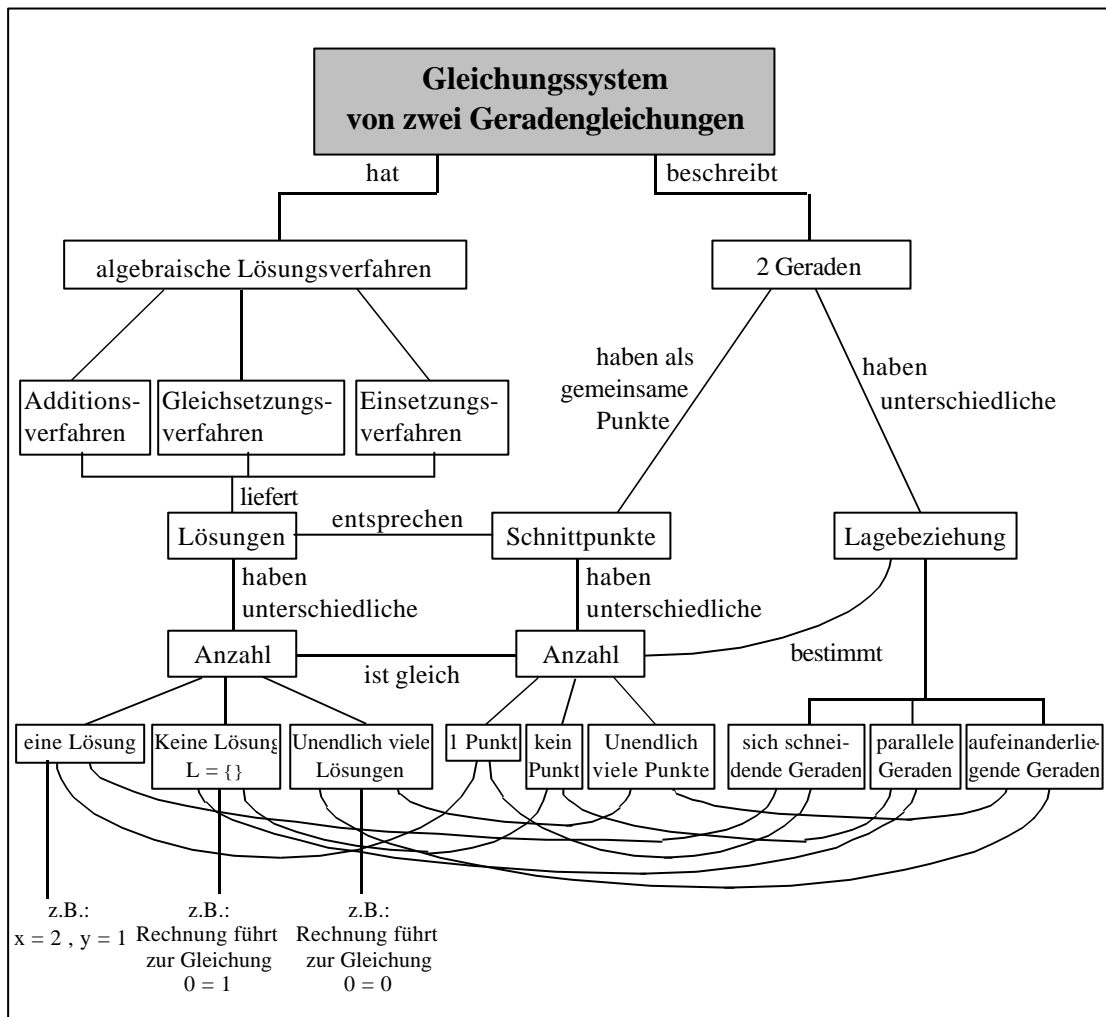 Gleichungssystem
von zwei Geradengleichungen
hat
beschreibt
algebraische Lösungsverfahren
2 Geraden
haben als
gemeinsame
Punkte
haben
unterschiedliche
Additions-
verfahren
Gleichsetzungs-
verfahren
Einsetzungs-
verfahren
liefert
Lösungen
entsprechen
Schnittpunkte
Lagebeziehung
haben
unterschiedliche
haben
unterschiedliche
Anzahl
ist gleich
Anzahl
bestimmt
eine Lösung
Keine Lösung
L = {}
Unendlich viele
Lösungen
1 Punkt
kein
Punkt
Unendlich
viele Punkte
sich schnei-
dende Geraden
parallele
Geraden
aufeinanderlie-
gende Geraden
z.B.:
x = 2 , y = 1
z.B.:
Rechnung führt
zur Gleichung
0 = 1
z.B.:
Rechnung führt
zur Gleichung
0 = 0